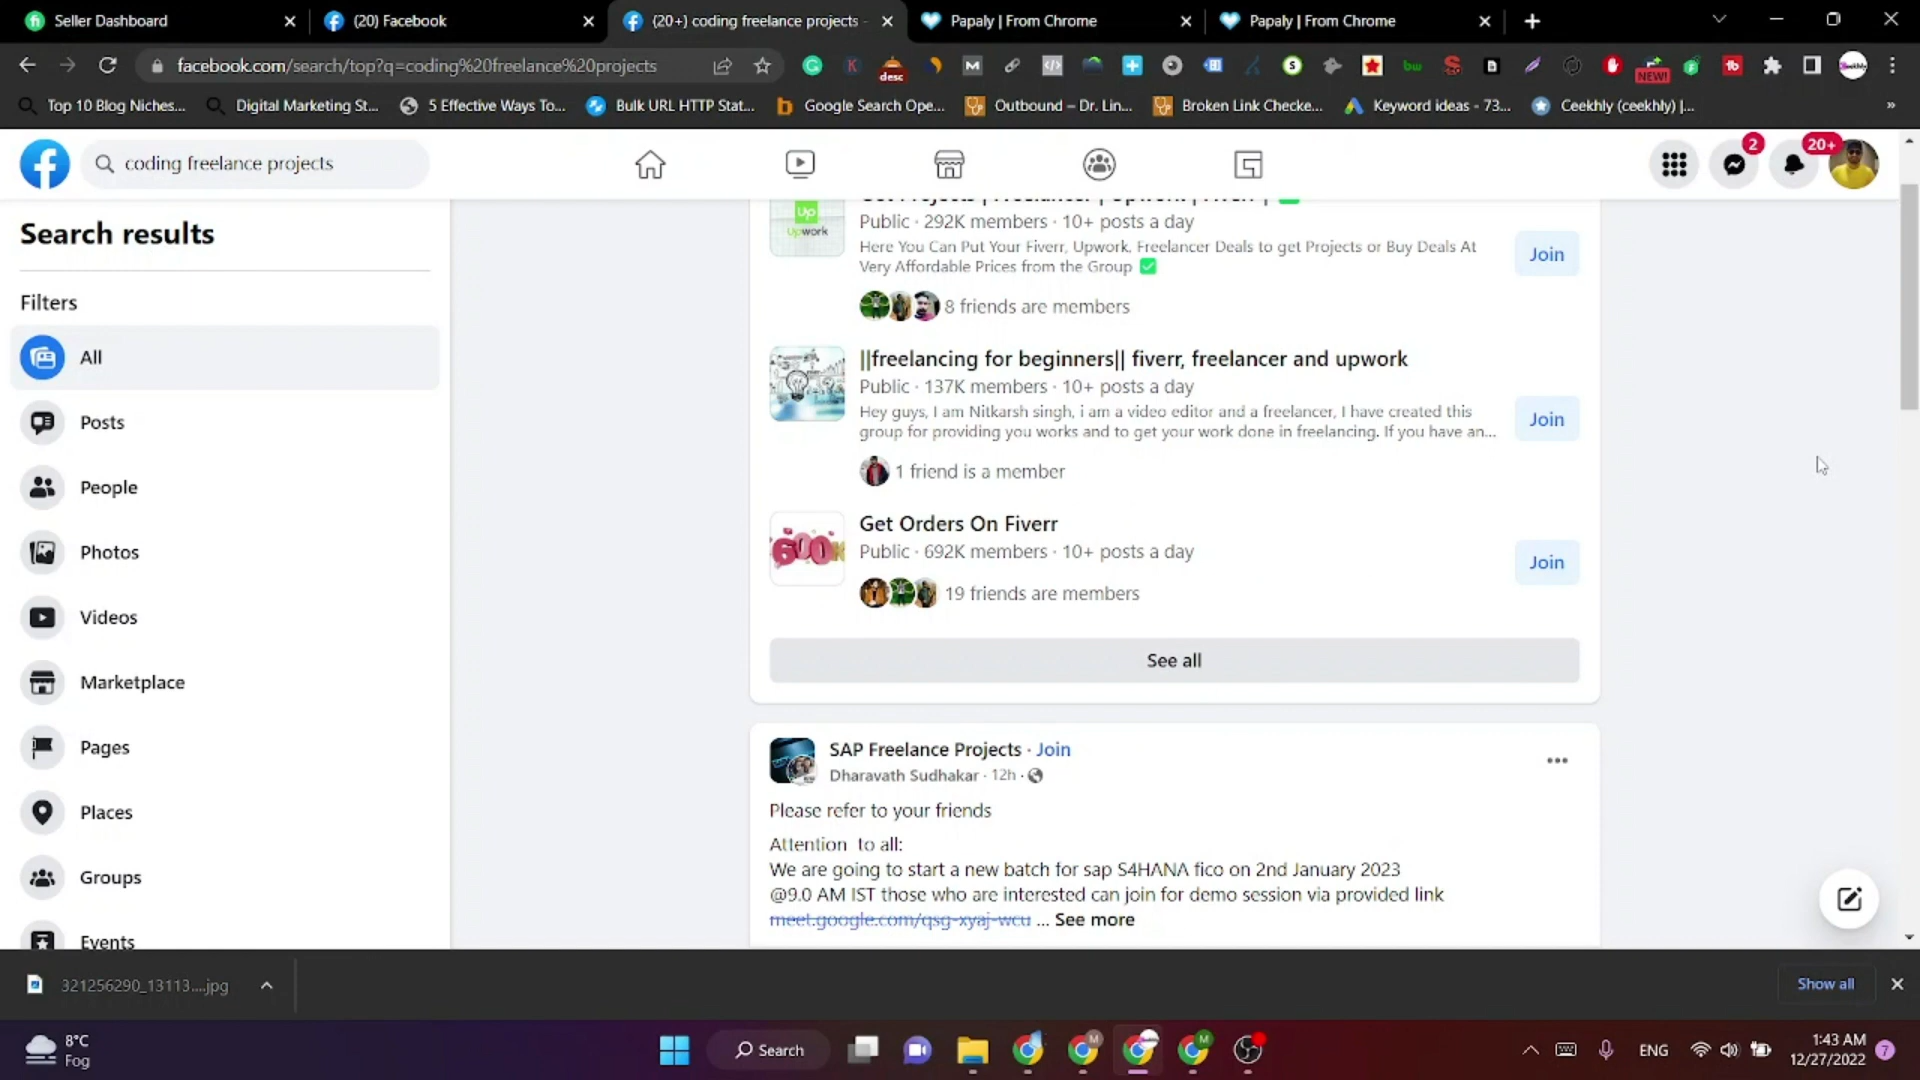 Seller Dashboard
(20) Facebook
(20+) coding freelance projects
Papaly | From Chrome
Papaly | From Chrome
facebook.com/search/top?q=coding%20freelance%20projects
desc
NEW!
Top 10 Blog Niches...
Digital Marketing St...
5 Effective Ways To...
Bulk URL HTTP Stat...
Google Search Ope...
Outbound – Dr. Lin...
Broken Link Checke...
Keyword ideas - 73...
Ceekhly (ceekhly) |...
coding freelance projects
2
20+
Search results
Filters
All
Posts
People
Photos
Videos
Marketplace
Pages
Places
Groups
Events
Up
Upwork
Public · 292K members · 10+ posts a day
Here You Can Put Your Fiverr, Upwork, Freelancer Deals to get Projects or Buy Deals At
Very Affordable Prices from the Group ✅
8 friends are members
Join
||freelancing for beginners|| fiverr, freelancer and upwork
Public · 137K members · 10+ posts a day
Hey guys, I am Nitkarsh singh, i am a video editor and a freelancer, I have created this
group for providing you works and to get your work done in freelancing. If you have an...
1 friend is a member
Join
600K
Get Orders On Fiverr
Public · 692K members · 10+ posts a day
19 friends are members
Join
See all
SAP Freelance Projects · Join
Dharavath Sudhakar · 12h ·
Please refer to your friends
Attention to all:
We are going to start a new batch for sap S4HANA fico on 2nd January 2023
@9.0 AM IST those who are interested can join for demo session via provided link
meet.google.com/qsg-xyaj-wcu ... See more
321256290_13113....jpg
Show all
8°C
Fog
Search
ENG
1:43 AM
12/27/2022
7